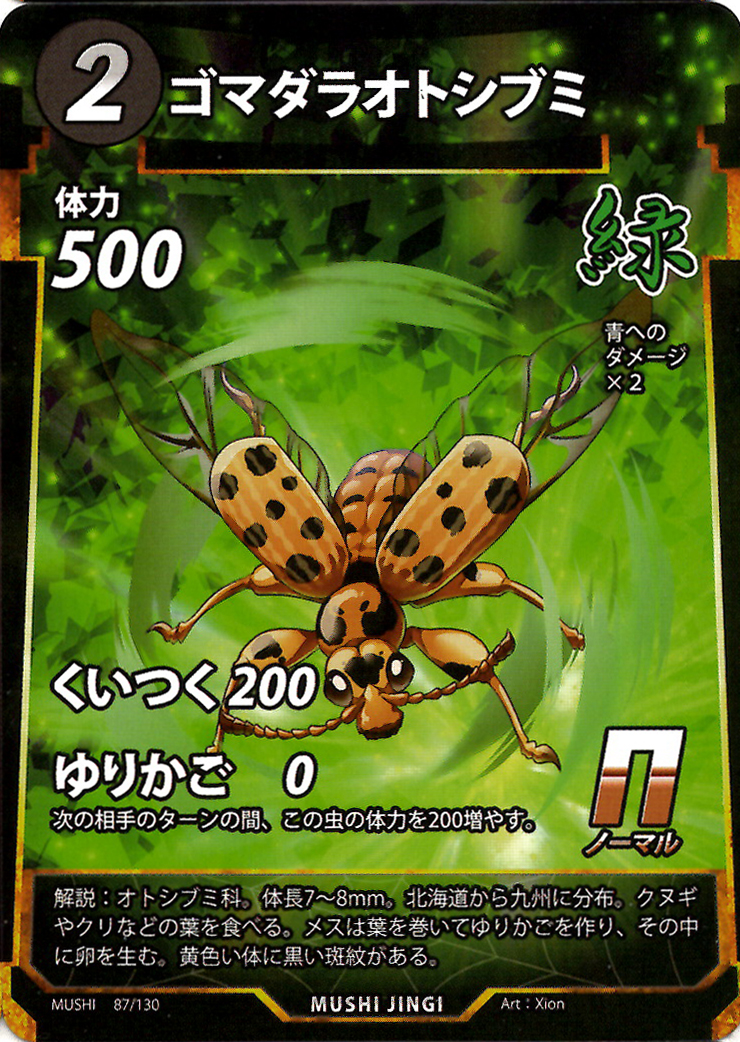 2
ゴマダラオトシブミ
体力
500
緑
青への
ダメージ
×2
くいつく 200
ゆりかご 0
次の相手のターンの間、この虫の体力を200増やす。
n
ノーマル
解説：オトシブミ科。体長7～8mm。北海道から九州に分布。クヌギ
やクリなどの葉を食べる。メスは葉を巻いてゆりかごを作り、その中
に卵を生む。黄色い体に黒い斑紋がある。
MUSHI 87/130
MUSHI JINGI
Art：Xion